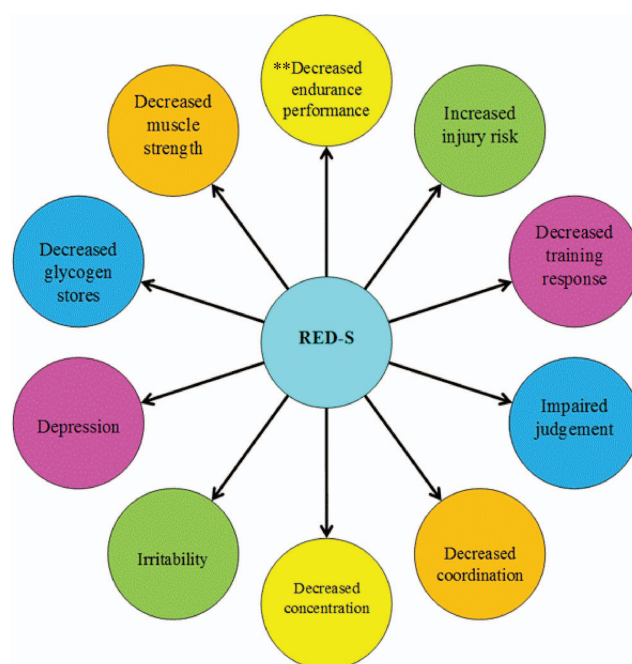 **Decreased
endurance
performance
Increased
injury risk
Decreased
training
response
Impaired
judgement
Decreased
coordination
Decreased
concentration
Irritability
Depression
Decreased
glycogen
stores
Decreased
muscle
strength
RED-S